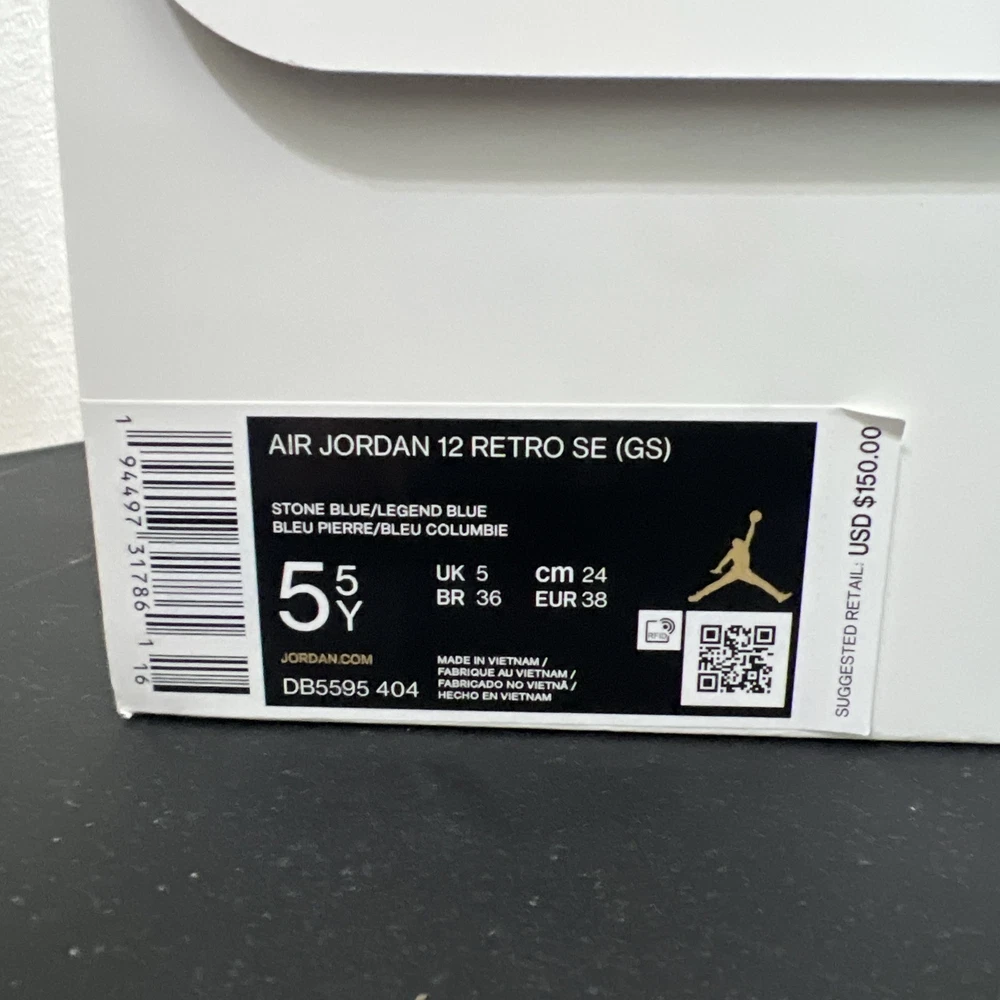 1 94497 31786 1 16
AIR JORDAN 12 RETRO SE (GS)
STONE BLUE/LEGEND BLUE
BLEU PIERRE/BLEU COLUMBIE
5 5Y
UK 5 cm 24
BR 36 EUR 38
JORDAN.COM
DB5595 404
MADE IN VIETNAM /
FABRIQUE AU VIETNAM /
FABRICADO NO VIETNÃ /
HECHO EN VIETNAM
RFID
SUGGESTED RETAIL: USD $150.00